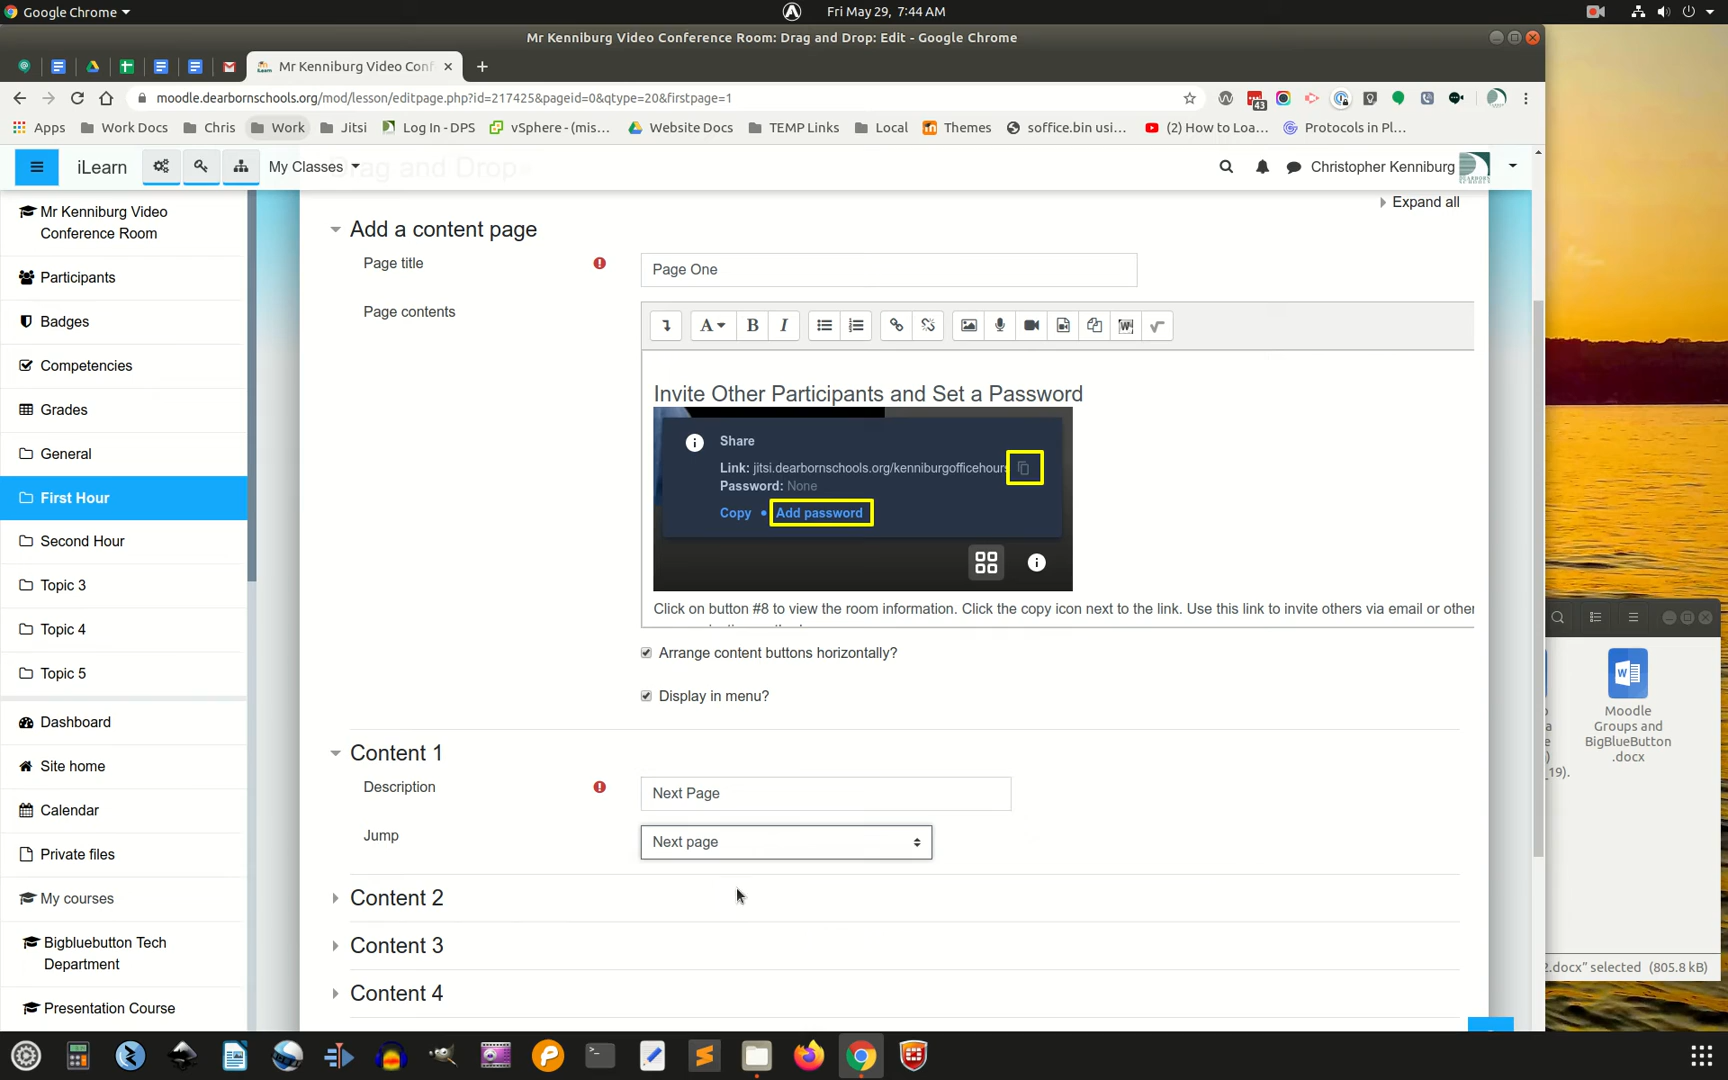 Google Chrome
Fri May 29, 7:44 AM
Mr Kenniburg Video Conference Room: Drag and Drop: Edit - Google Chrome
Mr Kenniburg Video Conf
moodle.dearbornschools.org/mod/lesson/editpage.php?id=217425&pageid=0&qtype=20&firstpage=1
43
Apps
Work Docs
Chris
Work
Jitsi
Log In - DPS
vSphere - (mis...
Website Docs
TEMP Links
Local
Themes
soffice.bin usi...
(2) How to Loa...
Protocols in Pl...
iLearn
My Classes
Christopher Kenniburg
Drag and Drop
Mr Kenniburg Video
Conference Room
Participants
Badges
Competencies
Grades
General
First Hour
Second Hour
Topic 3
Topic 4
Topic 5
Dashboard
Site home
Calendar
Private files
My courses
Bigbluebutton Tech
Department
Presentation Course
Expand all
Add a content page
Page title
Page One
Page contents
Invite Other Participants and Set a Password
Share
Link: jitsi.dearbornschools.org/kenniburgofficehours
Password: None
Copy • Add password
Click on button #8 to view the room information. Click the copy icon next to the link. Use this link to invite others via email or other
Arrange content buttons horizontally?
Display in menu?
Content 1
Description
Next Page
Jump
Next page
Content 2
Content 3
Content 4
Moodle
Groups and
BigBlueButton
.docx
_19).
2.docx" selected (805.8 kB)